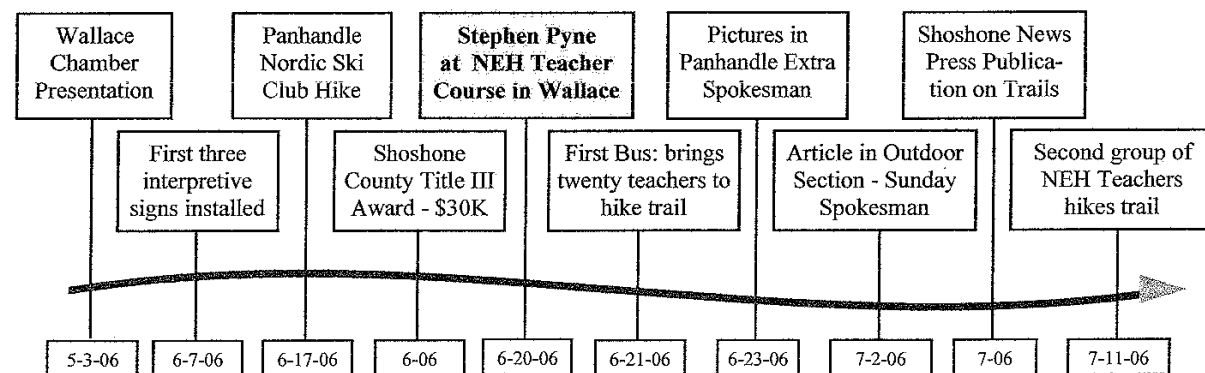 Wallace
Chamber
Presentation
Panhandle
Nordic Ski
Club Hike
Stephen Pyne
at NEH Teacher
Course in Wallace
Pictures in
Panhandle Extra
Spokesman
Shoshone News
Press Publica-
tion on Trails
First three
interpretive
signs installed
Shoshone
County Title III
Award - $30K
First Bus: brings
twenty teachers to
hike trail
Article in Outdoor
Section - Sunday
Spokesman
Second group of
NEH Teachers
hikes trail
5-3-06
6-7-06
6-17-06
6-06
6-20-06
6-21-06
6-23-06
7-2-06
7-06
7-11-06